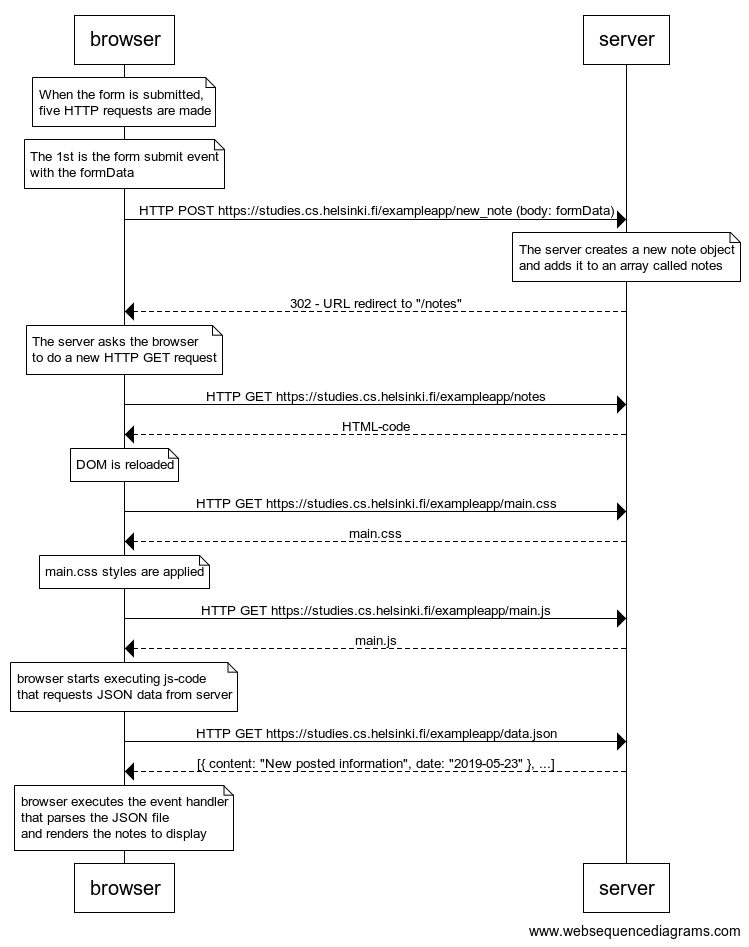 browser
server
When the form is submitted,
five HTTP requests are made
The 1st is the form submit event
with the formData
HTTP POST https://studies.cs.helsinki.fi/exampleapp/new_note (body: formData)
The server creates a new note object
and adds it to an array called notes
302 - URL redirect to "/notes"
The server asks the browser
to do a new HTTP GET request
HTTP GET https://studies.cs.helsinki.fi/exampleapp/notes
HTML-code
DOM is reloaded
HTTP GET https://studies.cs.helsinki.fi/exampleapp/main.css
main.css
main.css styles are applied
HTTP GET https://studies.cs.helsinki.fi/exampleapp/main.js
main.js
browser starts executing js-code
that requests JSON data from server
HTTP GET https://studies.cs.helsinki.fi/exampleapp/data.json
[{ content: "New posted information", date: "2019-05-23" }, ...]
browser executes the event handler
that parses the JSON file
and renders the notes to display
browser
server
www.websequencediagrams.com